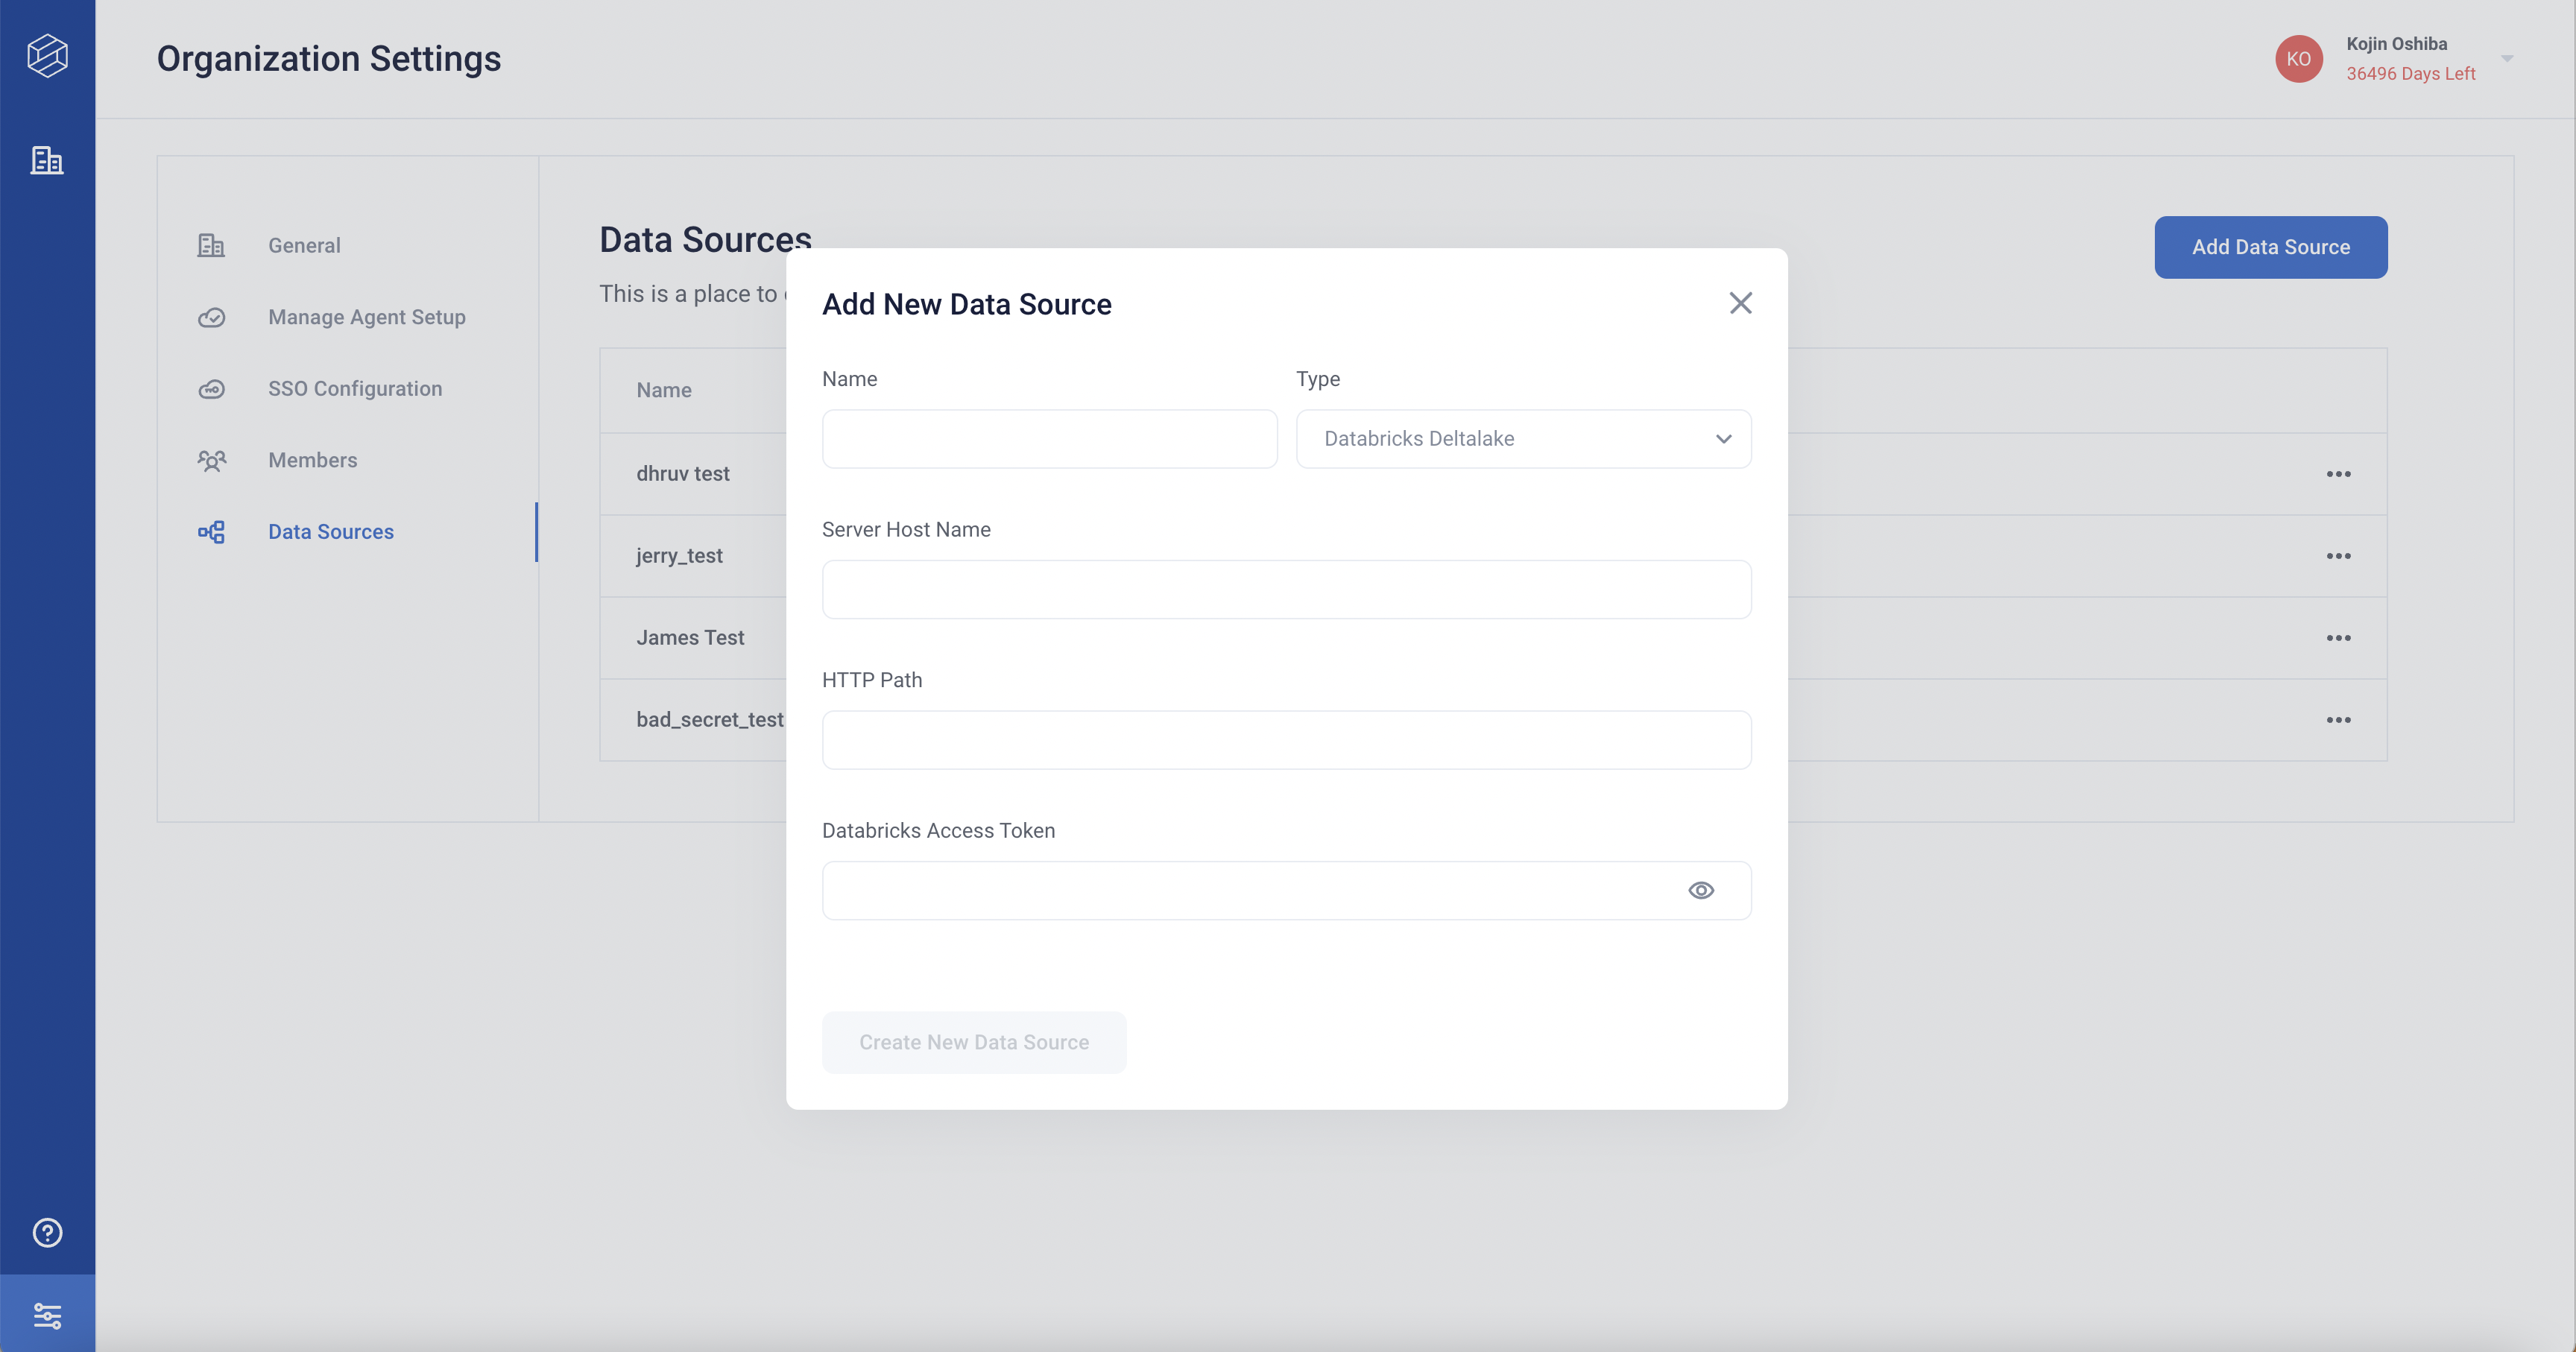 Organization Settings
KO
Kojin Oshiba
36496 Days Left
General
Manage Agent Setup
SSO Configuration
Members
Data Sources
Data Sources
This is a place to
Add Data Source
Name
dhruv test
jerry_test
James Test
bad_secret_test
Add New Data Source
Name
Type
Databricks Deltalake
Server Host Name
HTTP Path
Databricks Access Token
Create New Data Source